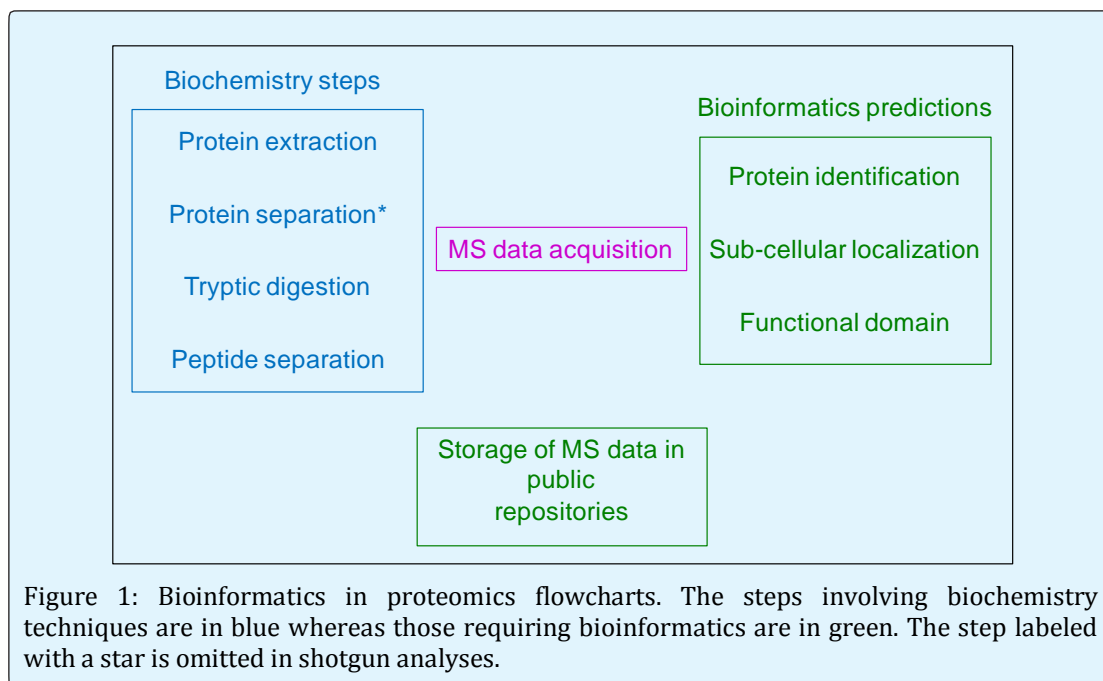 Biochemistry steps
Protein extraction
Protein separation*
Tryptic digestion
Peptide separation
MS data acquisition
Bioinformatics predictions
Protein identification
Sub-cellular localization
Functional domain
Storage of MS data in
public
repositories
Figure 1: Bioinformatics in proteomics flowcharts. The steps involving biochemistry
techniques are in blue whereas those requiring bioinformatics are in green. The step labeled
with a star is omitted in shotgun analyses.